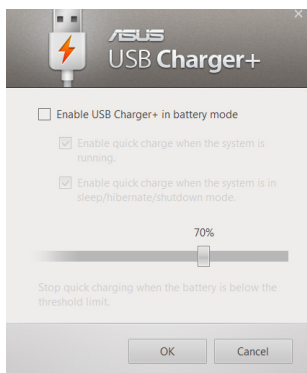 ASUS
USB Charger+
Enable USB Charger+ in battery mode
Enable quick charge when the system is
running.
Enable quick charge when the system is in
sleep/hibernate/shutdown mode.
70%
Stop quick charging when the battery is below the
threshold limit.
OK
Cancel